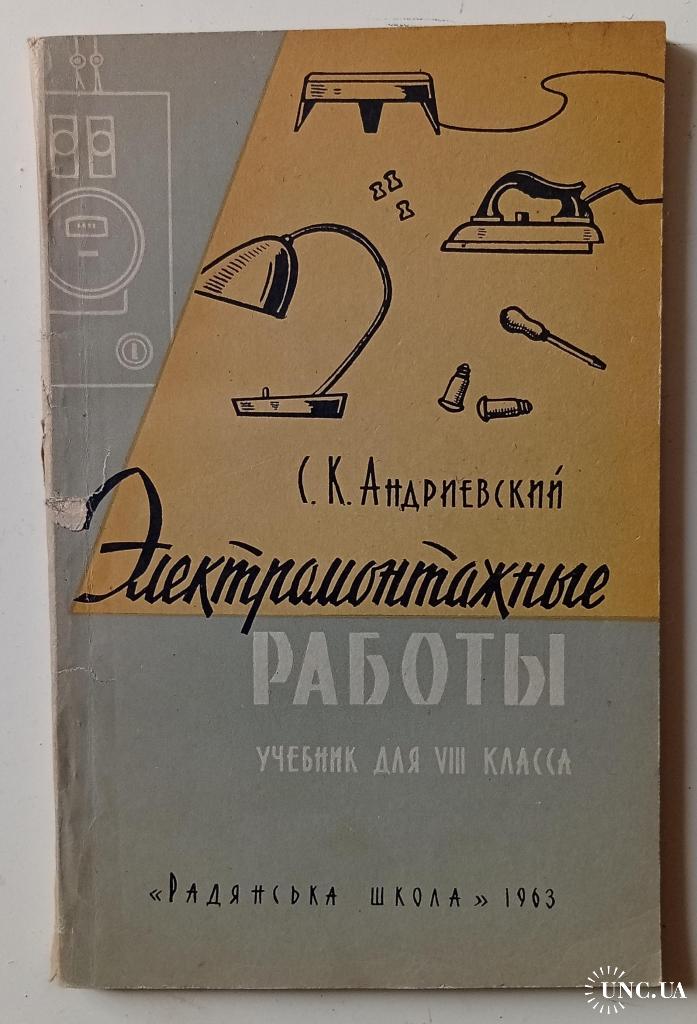 С. К. Андриевский
Электромонтажные
РАБОТЫ
УЧЕБНИК ДЛЯ VIII КЛАССА
«РАДЯНСЬКА ШКОЛА» 1963
UNC.UA